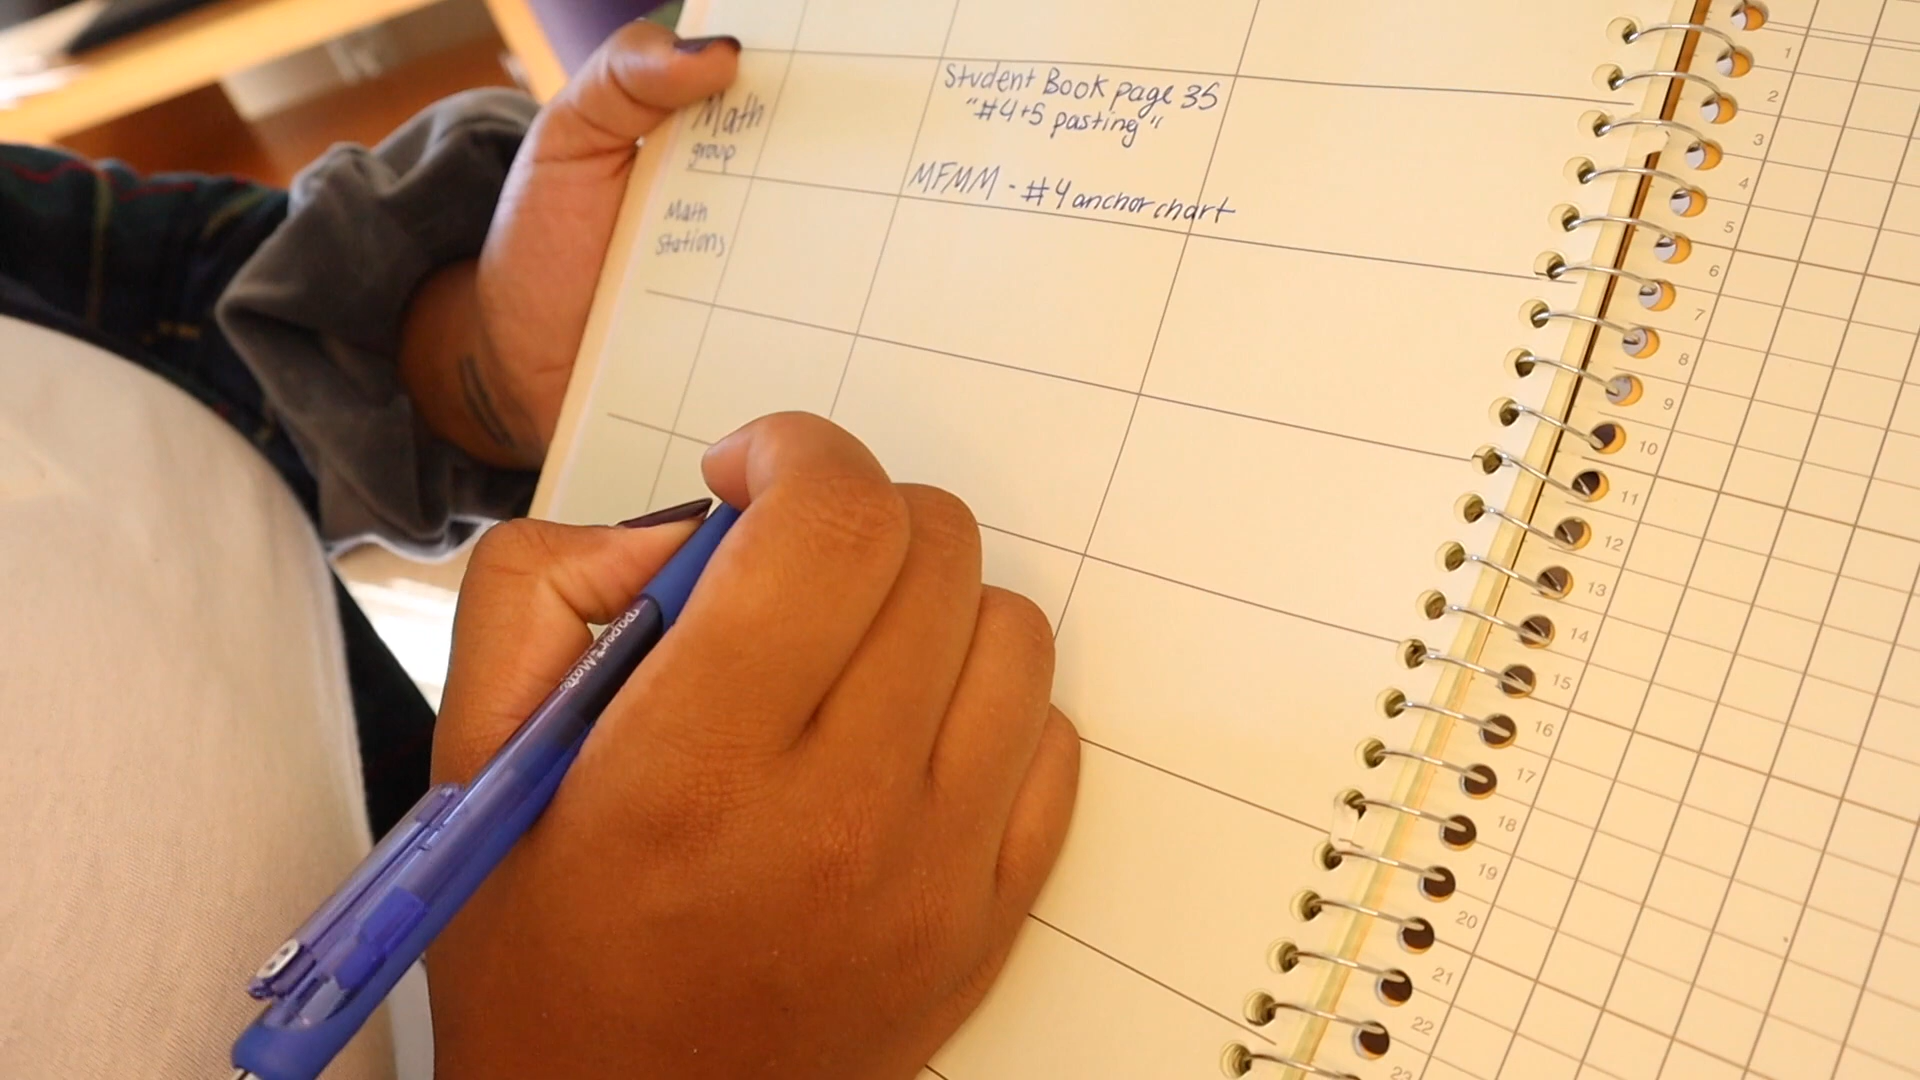 Math
group
Student Book page 35
"#4+5 pasting"
MFMM - #4 anchor chart
Math
Stations
Paper Mate
1
2
3
4
5
6
7
8
9
10
11
12
13
14
15
16
17
18
19
20
21
22
23